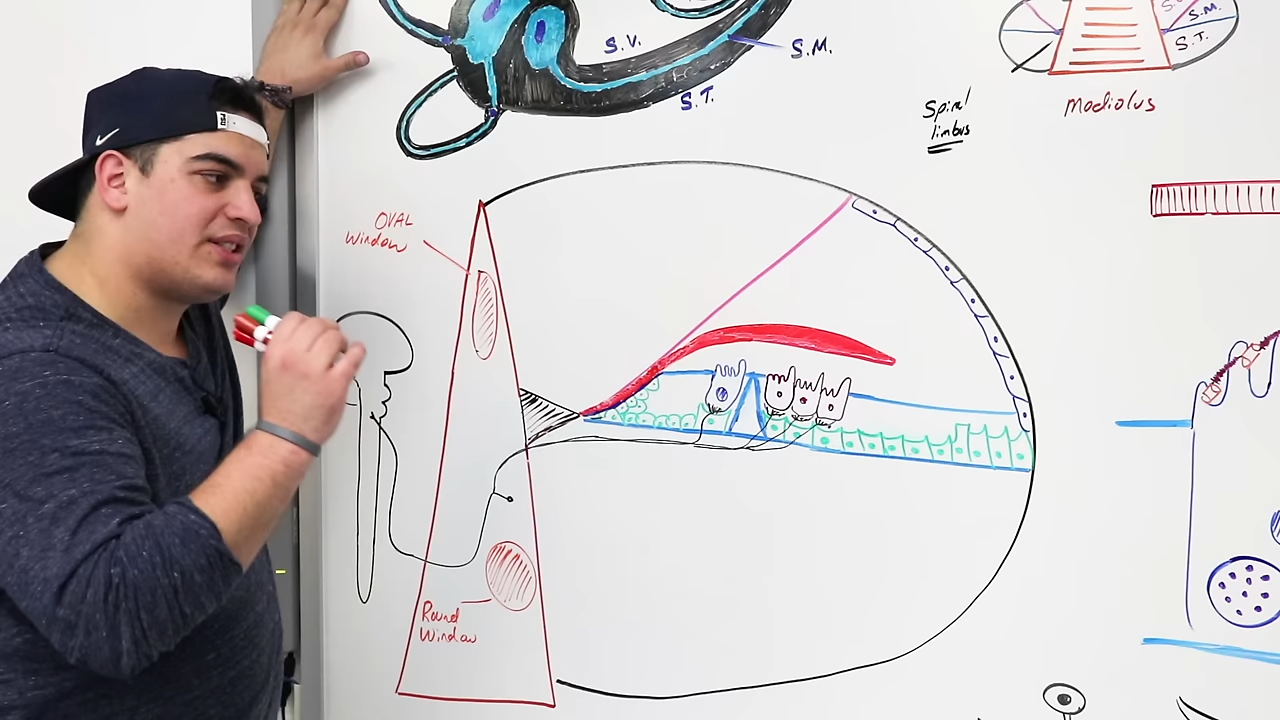 S.V.
S.M.
S.T.
S.M.
S.T.
Modiolus
Spiral
limbus
OVAL
Window
Round
Window